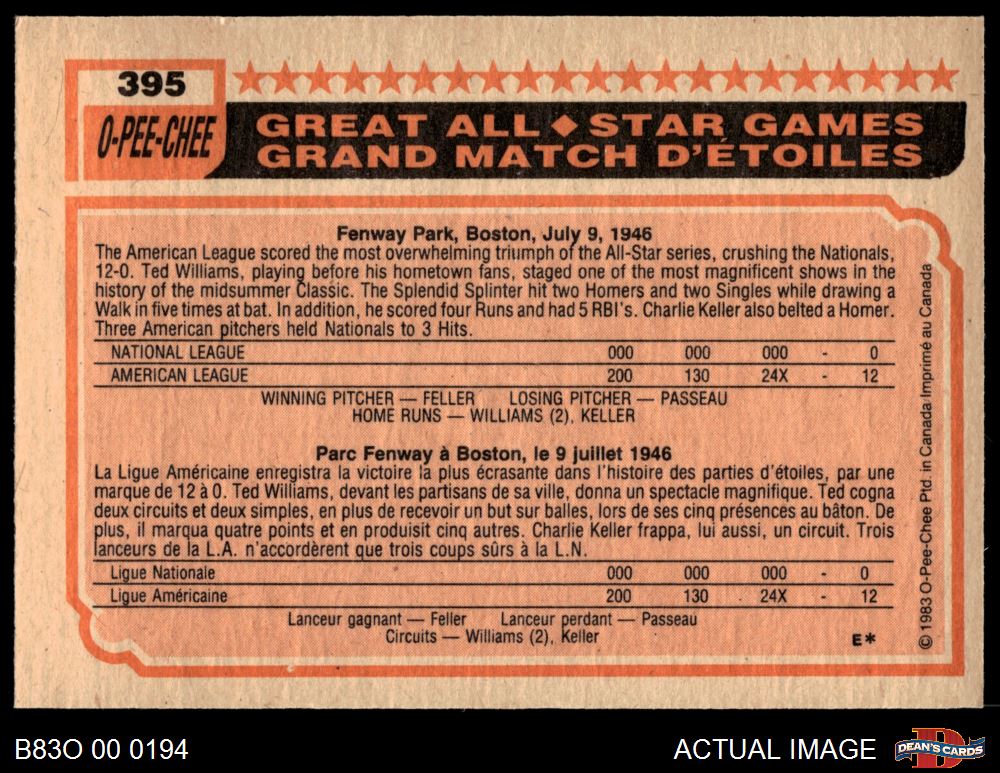 395
O-PEE-CHEE
GREAT ALL◆STAR GAMES
GRAND MATCH D'ÉTOILES
Fenway Park, Boston, July 9, 1946
The American League scored the most overwhelming triumph of the All-Star series, crushing the Nationals,
12-0. Ted Williams, playing before his hometown fans, staged one of the most magnificent shows in the
history of the midsummer Classic. The Splendid Splinter hit two Homers and two Singles while drawing a
Walk in five times at bat. In addition, he scored four Runs and had 5 RBI's. Charlie Keller also belted a Homer.
Three American pitchers held Nationals to 3 Hits.
NATIONAL LEAGUE 000 000 000 - 0
AMERICAN LEAGUE 200 130 24X - 12
WINNING PITCHER — FELLER LOSING PITCHER — PASSEAU
HOME RUNS — WILLIAMS (2), KELLER
Parc Fenway à Boston, le 9 juillet 1946
La Ligue Américaine enregistra la victoire la plus écrasante dans l'histoire des parties d'étoiles, par une
marque de 12 à 0. Ted Williams, devant les partisans de sa ville, donna un spectacle magnifique. Ted cogna
deux circuits et deux simples, en plus de recevoir un but sur balles, lors de ses cinq présences au bâton. De
plus, il marqua quatre points et en produisit cinq autres. Charlie Keller frappa, lui aussi, un circuit. Trois
lanceurs de la L.A. n'accordèrent que trois coups sûrs à la L.N.
Ligue Nationale 000 000 000 - 0
Ligue Américaine 200 130 24X - 12
Lanceur gagnant — Feller Lanceur perdant — Passeau
Circuits — Williams (2), Keller
E*
© 1983 O-Pee-Chee Ptd. in Canada/Imprimé au Canada
B83O 00 0194
ACTUAL IMAGE
D
DEAN'S CARDS